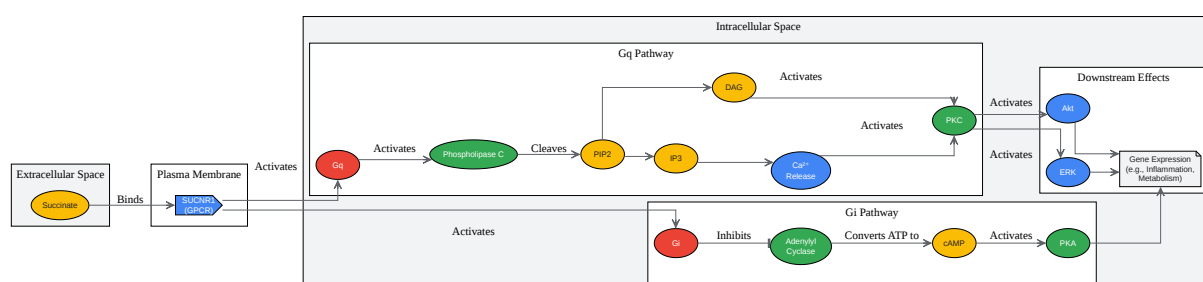 Intracellular Space
Gq Pathway
Downstream Effects
DAG
Activates
Activates
Akt
PKC
Activates
Activates
Phospholipase C
Cleaves
PIP2
IP3
Activates
Gq
Ca²⁺
Release
ERK
Gene Expression
(e.g., Inflammation,
Metabolism)
Extracellular Space
Plasma Membrane
Activates
Succinate
Binds
SUCNR1
(GPCR)
Activates
Gi Pathway
Gi
Inhibits
Adenylyl
Cyclase
Converts ATP to
cAMP
Activates
PKA